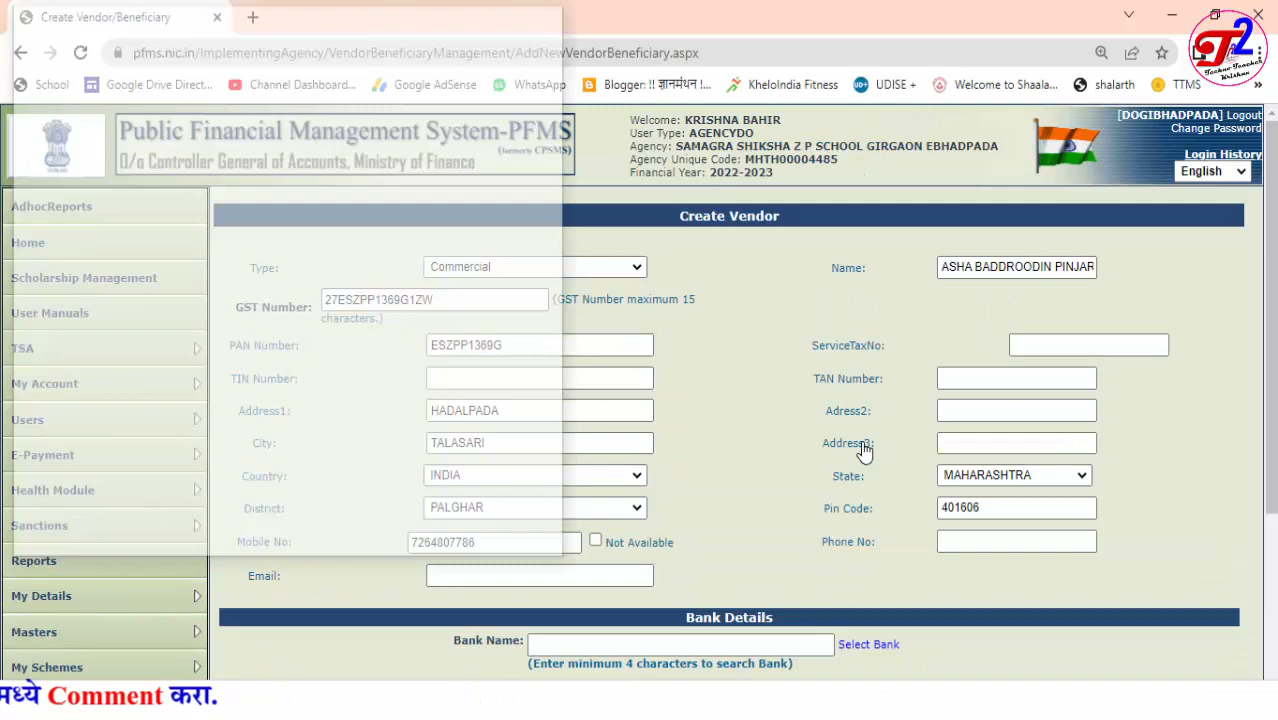 Create Vendor/Beneficiary
pfms.nic.in/ImplementingAgency/VendorBeneficiaryManagement/AddNewVendorBeneficiary.aspx
School
Google Drive Direct...
Channel Dashboard...
Google AdSense
WhatsApp
Blogger: !! ज्ञानमंथन !...
KheloIndia Fitness
UDISE +
Welcome to Shaala...
shalarth
TTMS
»
T2
Techno Teacher
Krishna
Public Financial Management System-PFMS
(formerly CPSMS)
O/o Controller General of Accounts, Ministry of Finance
Welcome: KRISHNA BAHIR
User Type: AGENCYDO
Agency: SAMAGRA SHIKSHA Z P SCHOOL GIRGAON EBHADPADA
Agency Unique Code: MHTH00004485
Financial Year: 2022-2023
[DOGIBHADPADA] Logout
Change Password
Login History
English
AdhocReports
Home
Scholarship Management
User Manuals
TSA
My Account
Users
E-Payment
Health Module
Sanctions
Reports
My Details
Masters
My Schemes
Create Vendor
Type: Commercial
Name: ASHA BADDROODIN PINJAR
GST Number: 27ESZPP1369G1ZW (GST Number maximum 15
characters.)
PAN Number: ESZPP1369G
ServiceTaxNo:
TIN Number:
TAN Number:
Address1: HADALPADA
Adress2:
City: TALASARI
Address3:
Country: INDIA
State: MAHARASHTRA
District: PALGHAR
Pin Code: 401606
Mobile No: 7264807786 Not Available
Phone No:
Email:
Bank Details
Bank Name: Select Bank
(Enter minimum 4 characters to search Bank)
मध्ये Comment करा.